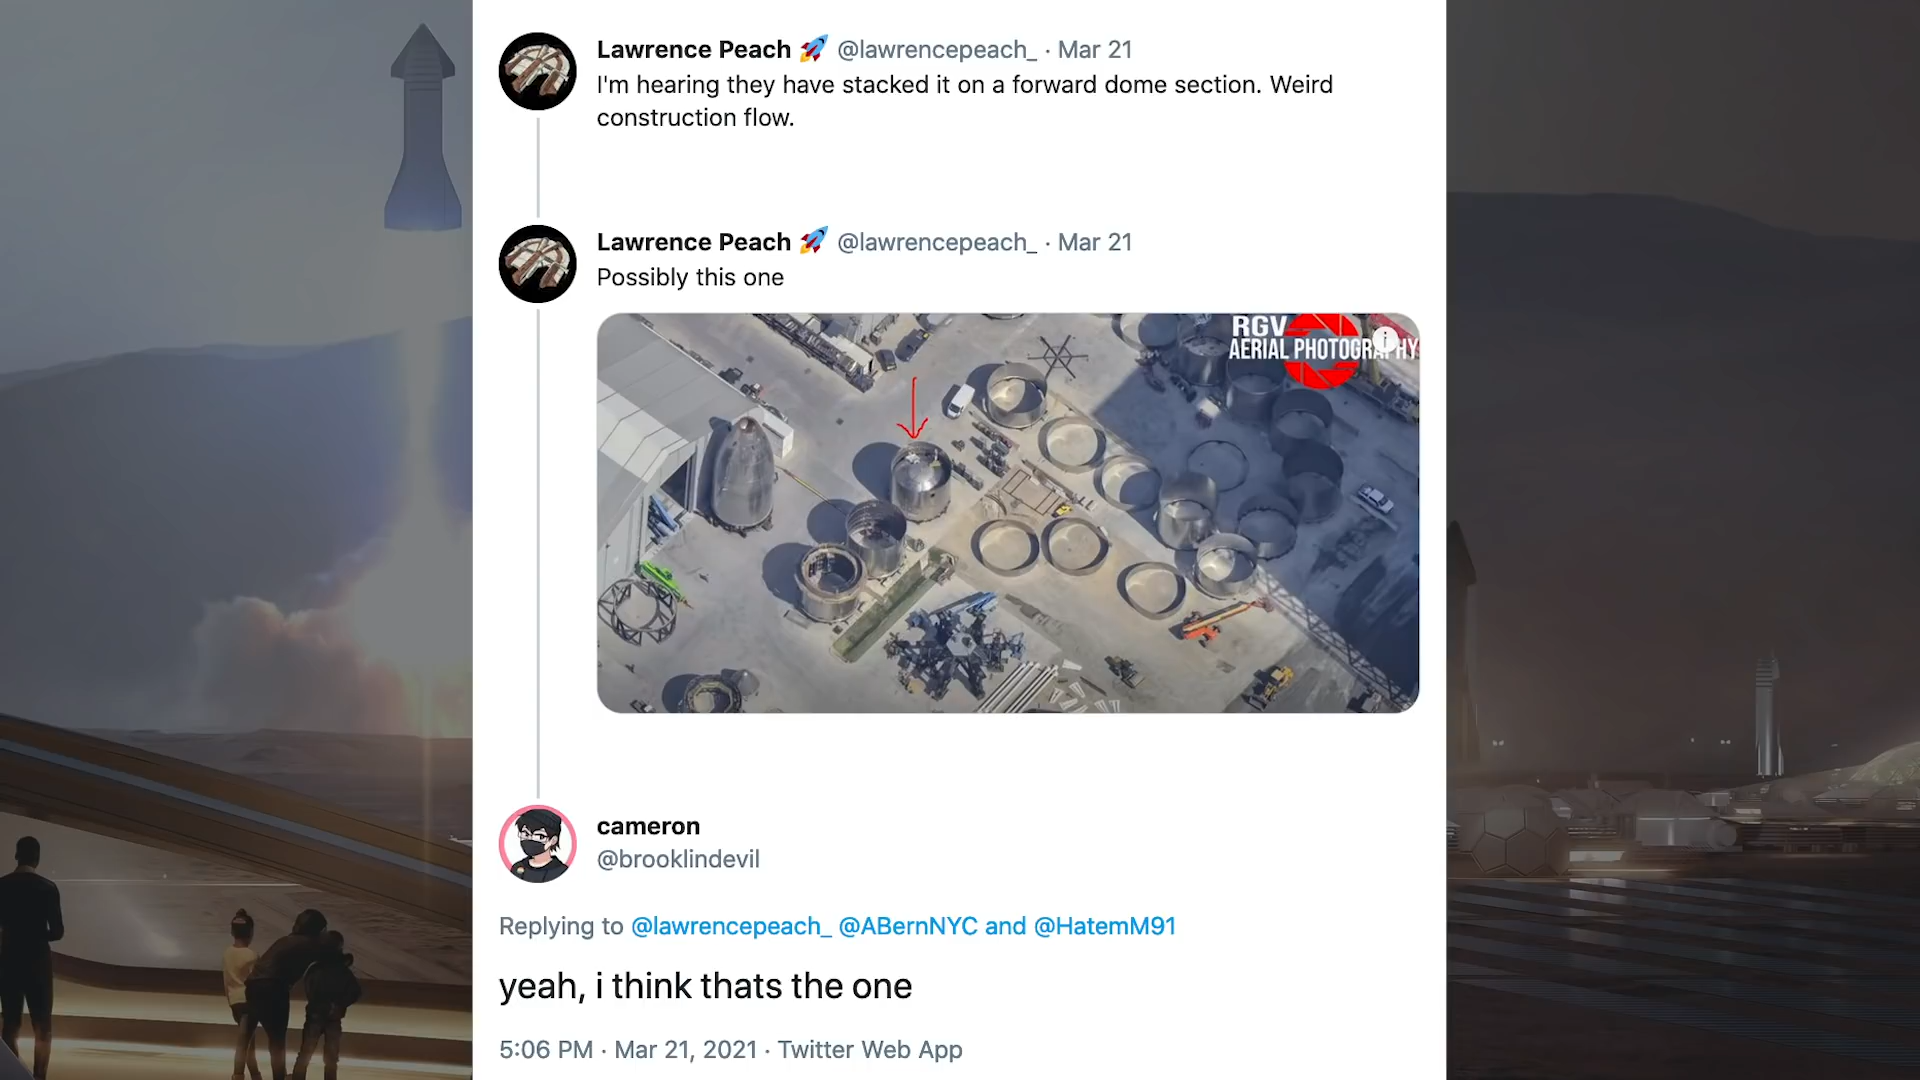 Lawrence Peach 🚀 @lawrencepeach_ · Mar 21
I'm hearing they have stacked it on a forward dome section. Weird
construction flow.
Lawrence Peach 🚀 @lawrencepeach_ · Mar 21
Possibly this one
RGV
AERIAL PHOTOGRAPHY
cameron
@brooklindevil
Replying to @lawrencepeach_ @ABernNYC and @HatemM91
yeah, i think thats the one
5:06 PM · Mar 21, 2021 · Twitter Web App